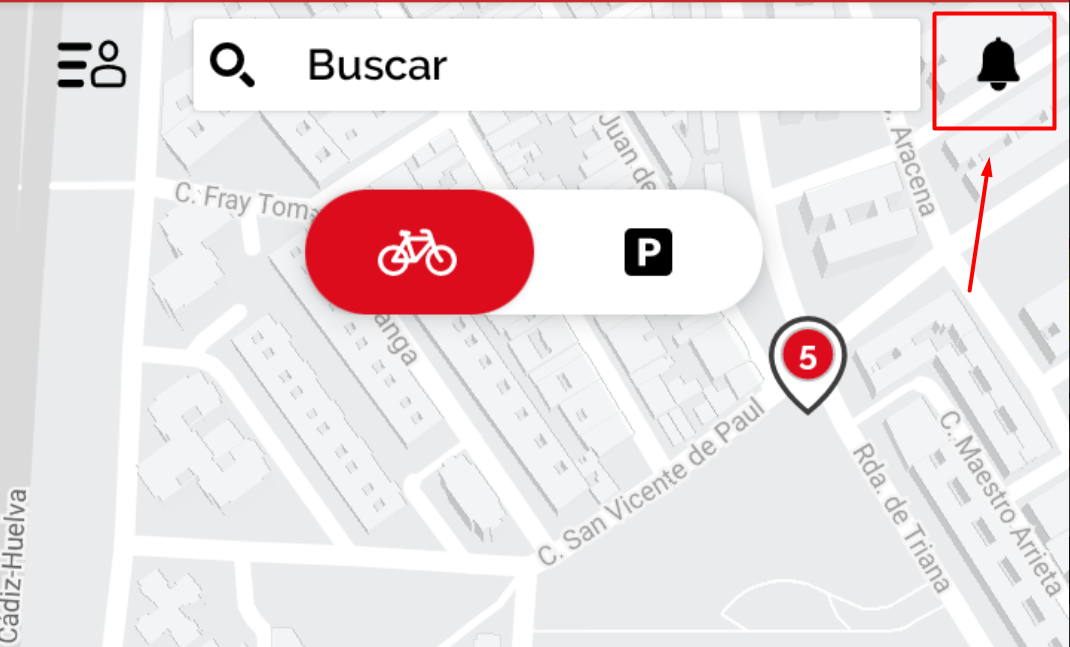 Buscar
Juan de
Aracena
C. Fray Toma
P
anga
5
C. San Vicente de Paul
C. Maestro Arrieta
Rda. de Triana
Cádiz-Huelva